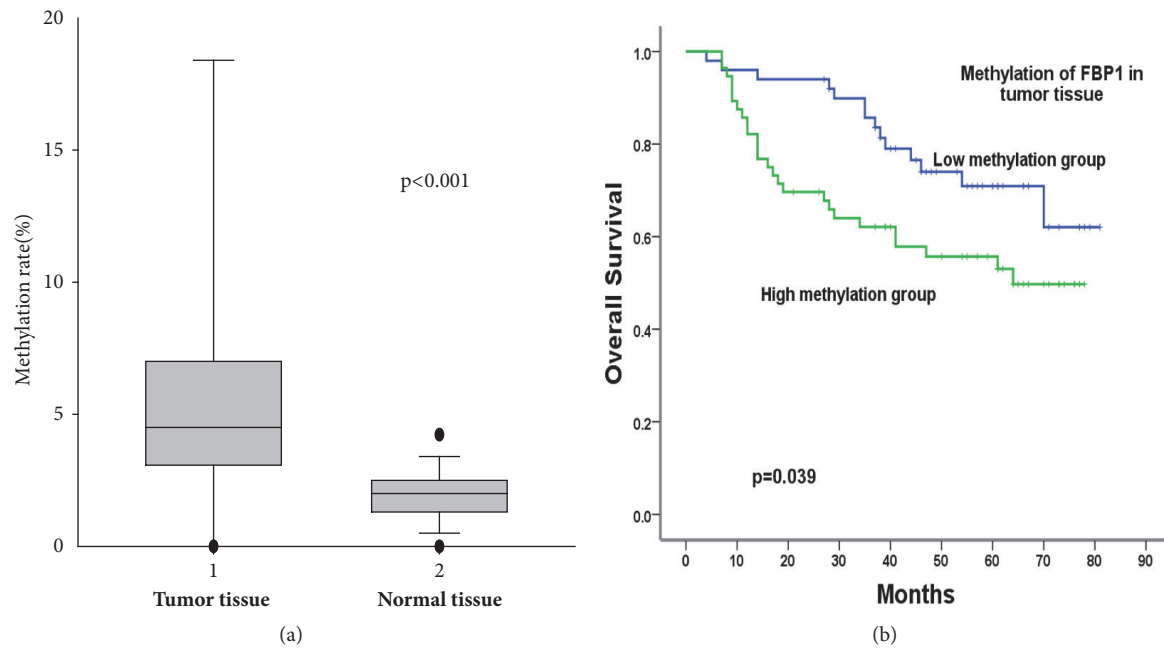 20
15
10
5
0
Methylation rate(%)
p<0.001
1
2
Tumor tissue
Normal tissue
(a)
1.0
0.8
0.6
0.4
0.2
0.0
Overall Survival
Methylation of FBP1 in
tumor tissue
Low methylation group
High methylation group
p=0.039
0 10 20 30 40 50 60 70 80 90
Months
(b)